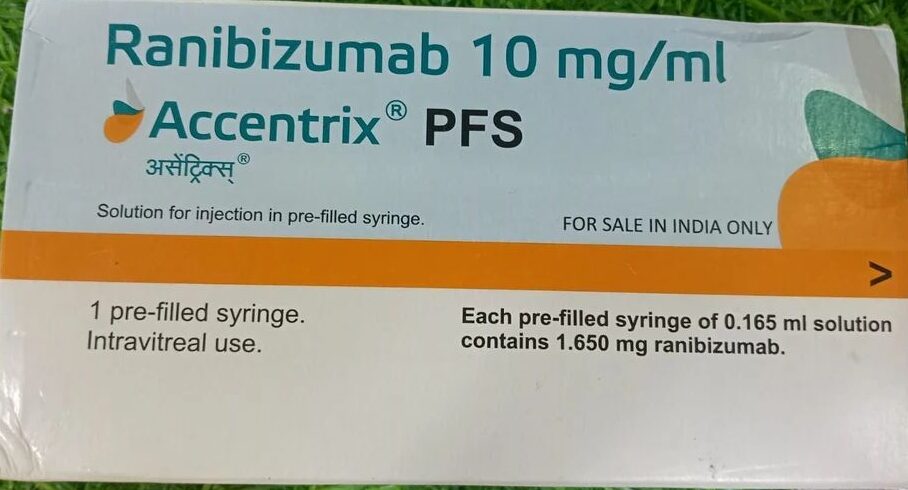 Ranibizumab 10 mg/ml
Accentrix® PFS
असेंट्रिक्स्®
Solution for injection in pre-filled syringe.
FOR SALE IN INDIA ONLY
>
1 pre-filled syringe.
Intravitreal use.
Each pre-filled syringe of 0.165 ml solution
contains 1.650 mg ranibizumab.